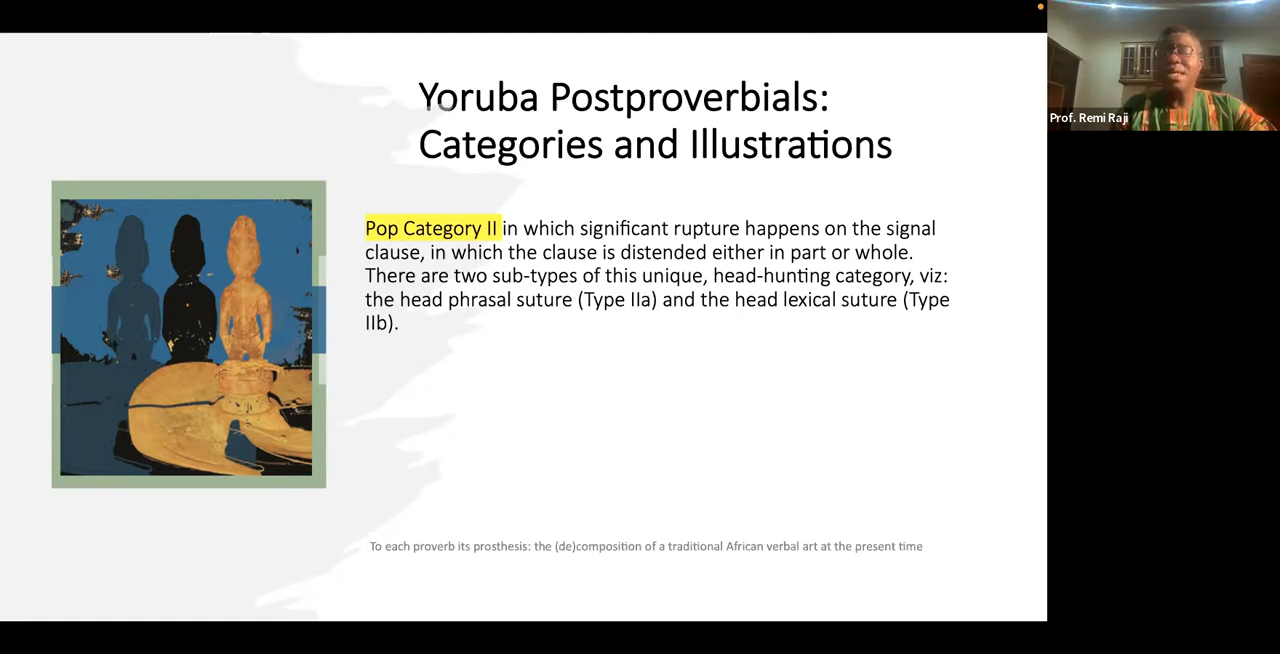 Yoruba Postproverbials:
Categories and Illustrations
Pop Category II in which significant rupture happens on the signal
clause, in which the clause is distended either in part or whole.
There are two sub-types of this unique, head-hunting category, viz:
the head phrasal suture (Type IIa) and the head lexical suture (Type
IIb).
To each proverb its prosthesis: the (de)composition of a traditional African verbal art at the present time
Prof. Remi Raji